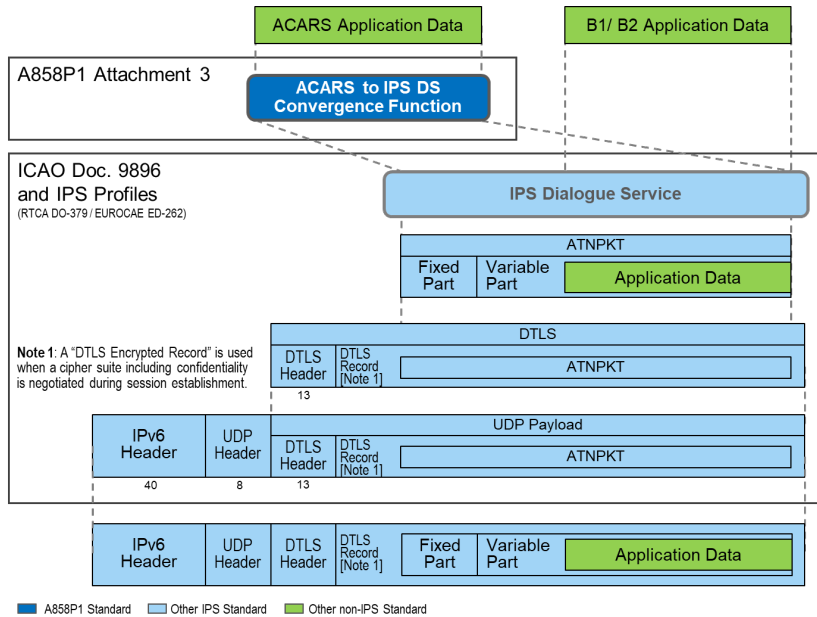 ACARS Application Data
B1/ B2 Application Data
A858P1 Attachment 3
ACARS to IPS DS
Convergence Function
ICAO Doc. 9896
and IPS Profiles
(RTCA DO-379 / EUROCAE ED-262)
IPS Dialogue Service
ATNPKT
Fixed
Part
Variable
Part
Application Data
Note 1: A “DTLS Encrypted Record” is used
when a cipher suite including confidentiality
is negotiated during session establishment.
DTLS
DTLS
Header
DTLS
Record
[Note 1]
ATNPKT
13
IPv6
Header
UDP
Header
UDP Payload
DTLS
Header
DTLS
Record
[Note 1]
ATNPKT
40
8
13
IPv6
Header
UDP
Header
DTLS
Header
DTLS
Record
[Note 1]
Fixed
Part
Variable
Part
Application Data
A858P1 Standard
Other IPS Standard
Other non-IPS Standard